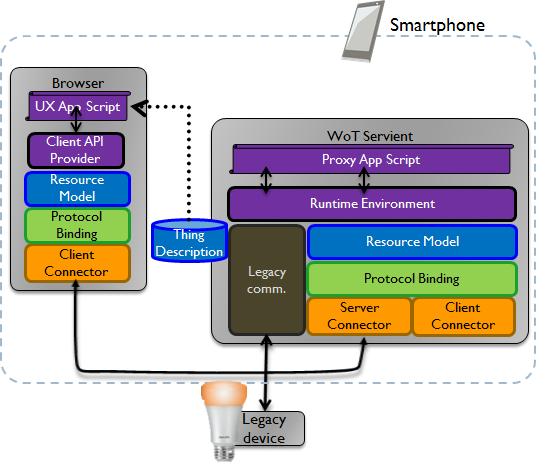 Smartphone
Browser
UX App Script
Client API
Provider
Resource
Model
Protocol
Binding
Client
Connector
Thing
Description
WoT Servient
Proxy App Script
Runtime Environment
Legacy
comm.
Resource Model
Protocol Binding
Server
Connector
Client
Connector
Legacy
device